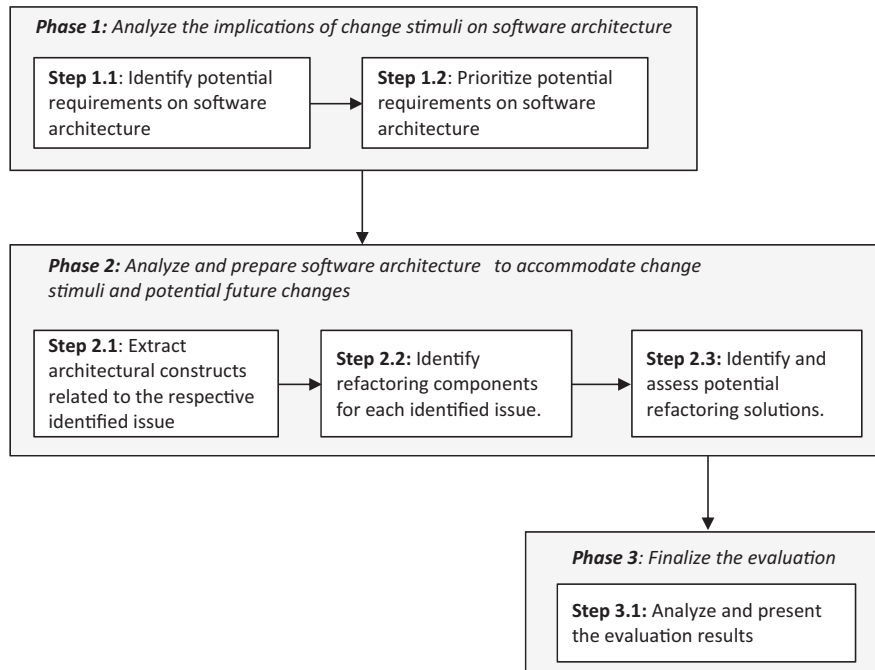 Phase 1: Analyze the implications of change stimuli on software architecture
Step 1.1: Identify potential
requirements on software
architecture
Step 1.2: Prioritize potential
requirements on software
architecture
Phase 2: Analyze and prepare software architecture to accommodate change
stimuli and potential future changes
Step 2.1: Extract
architectural constructs
related to the respective
identified issue
Step 2.2: Identify
refactoring components
for each identified issue.
Step 2.3: Identify and
assess potential
refactoring solutions.
Phase 3: Finalize the evaluation
Step 3.1: Analyze and present
the evaluation results